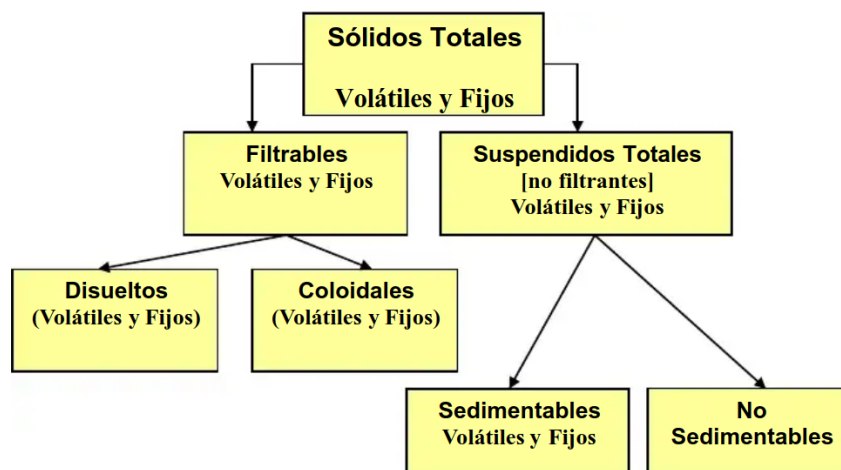 Sólidos Totales
Volátiles y Fijos
Filtrables
Volátiles y Fijos
Suspendidos Totales
[no filtrantes]
Volátiles y Fijos
Disueltos
(Volátiles y Fijos)
Coloidales
(Volátiles y Fijos)
Sedimentables
Volátiles y Fijos
No
Sedimentables